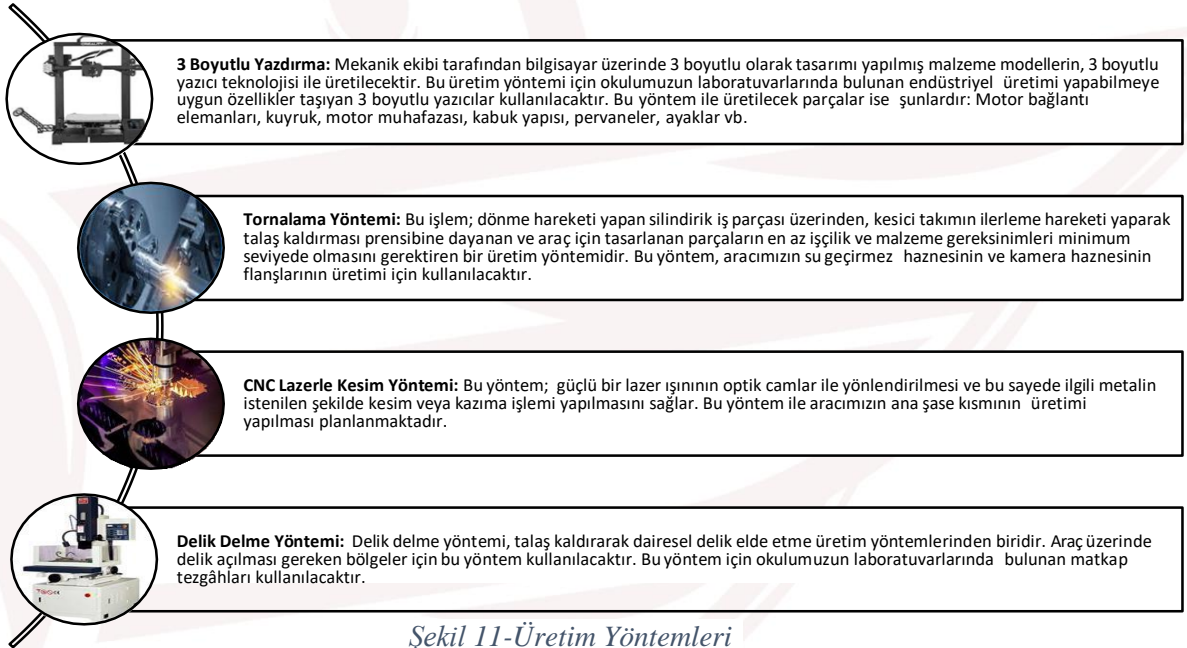 3 Boyutlu Yazdırma: Mekanik ekibi tarafından bilgisayar üzerinde 3 boyutlu olarak tasarımı yapılmış malzeme modellerin, 3 boyutlu
yazıcı teknolojisi ile üretilecektir. Bu üretim yöntemi için okulumuzun laboratuvarlarında bulunan endüstriyel üretimi yapabilmeye
uygun özellikler taşıyan 3 boyutlu yazıcılar kullanılacaktır. Bu yöntem ile üretilecek parçalar ise şunlardır: Motor bağlantı
elemanları, kuyruk, motor muhafazası, kabuk yapısı, pervaneler, ayaklar vb.
Tornalama Yöntemi: Bu işlem; dönme hareketi yapan silindirik iş parçası üzerinden, kesici takımın ilerleme hareketi yaparak
talaş kaldırması prensibine dayanan ve araç için tasarlanan parçaların en az işçilik ve malzeme gereksinimleri minimum
seviyede olmasını gerektiren bir üretim yöntemidir. Bu yöntem, aracımızın su geçirmez haznesinin ve kamera haznesinin
flanşlarının üretimi için kullanılacaktır.
CNC Lazerle Kesim Yöntemi: Bu yöntem; güçlü bir lazer ışınının optik camlar ile yönlendirilmesi ve bu sayede ilgili metalin
istenilen şekilde kesim veya kazıma işlemi yapılmasını sağlar. Bu yöntem ile aracımızın ana şase kısmının üretimi
yapılması planlanmaktadır.
Delik Delme Yöntemi: Delik delme yöntemi, talaş kaldırarak dairesel delik elde etme üretim yöntemlerinden biridir. Araç üzerinde
delik açılması gereken bölgeler için bu yöntem kullanılacaktır. Bu yöntem için okulumuzun laboratuvarlarında bulunan matkap
tezgâhları kullanılacaktır.
Şekil 11-Üretim Yöntemleri